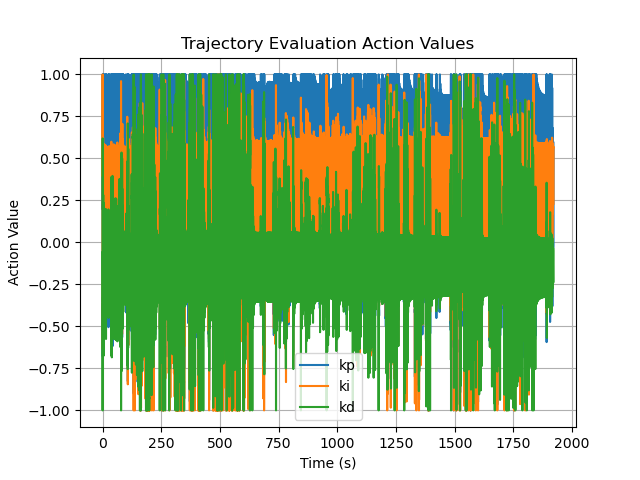 Trajectory Evaluation Action Values
1.00
0.75
0.50
0.25
0.00
−0.25
−0.50
−0.75
−1.00
Action Value
kp
ki
kd
0 250 500 750 1000 1250 1500 1750 2000
Time (s)